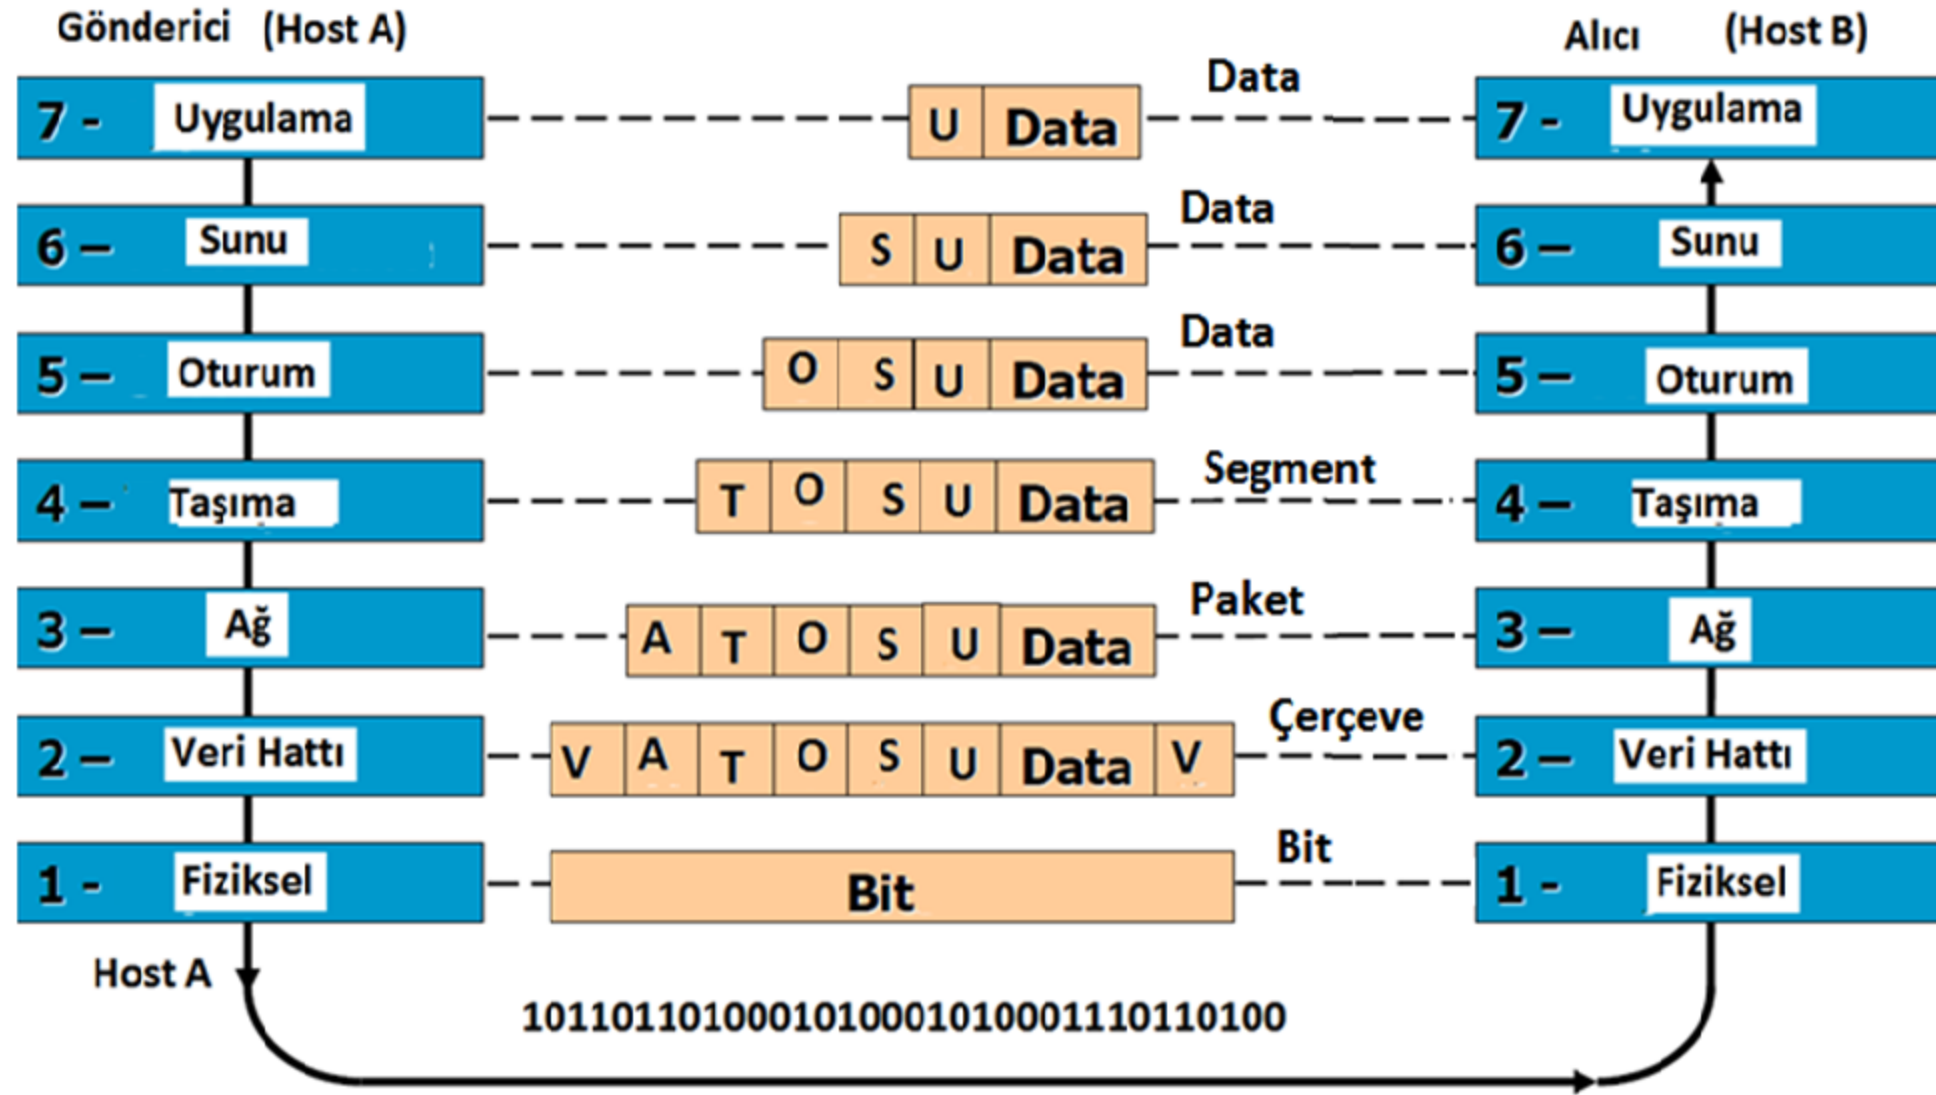 Gönderici (Host A)
Alıcı (Host B)
7 - Uygulama
U Data
Data
7 - Uygulama
6 – Sunu
S U Data
Data
6 – Sunu
5 – Oturum
O S U Data
Data
5 – Oturum
4 – Taşıma
T O S U Data
Segment
4 – Taşıma
3 – Ağ
A T O S U Data
Paket
3 – Ağ
2 – Veri Hattı
V A T O S U Data V
Çerçeve
2 – Veri Hattı
1 - Fiziksel
Bit
Bit
1 - Fiziksel
Host A
1011011010001010001010001110110100